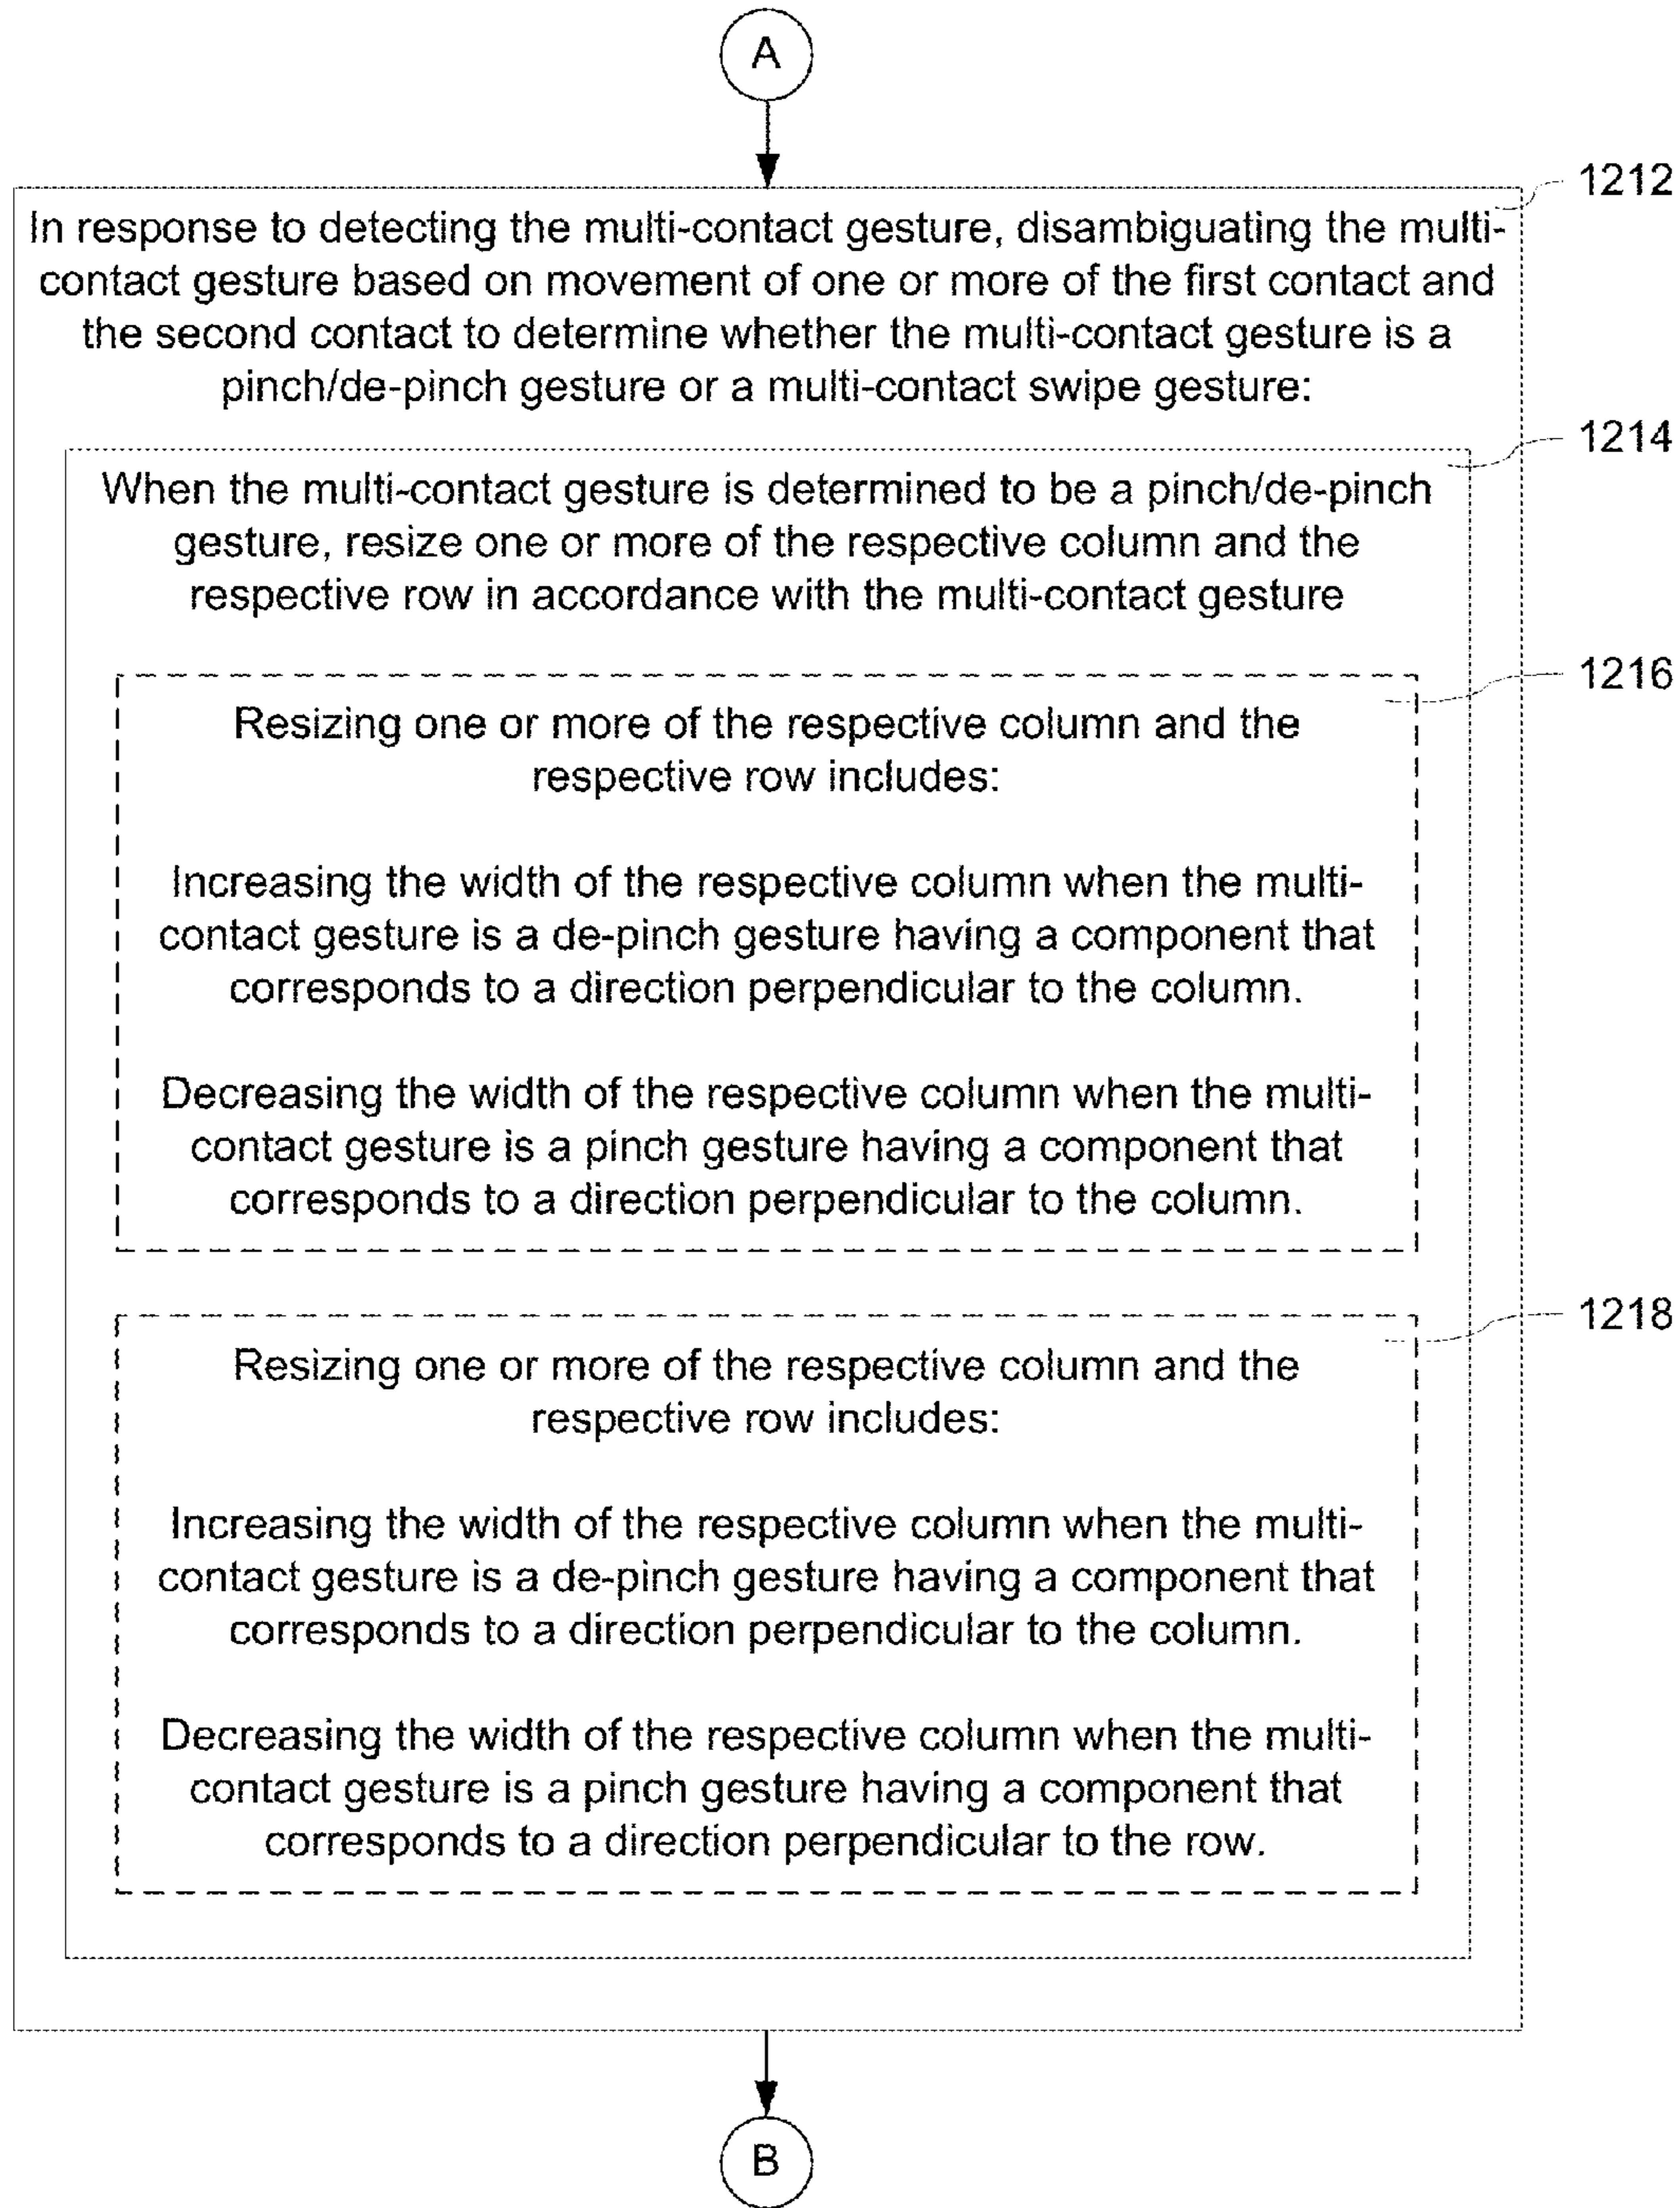 A
1212
In response to detecting the multi-contact gesture, disambiguating the multi-
contact gesture based on movement of one or more of the first contact and
the second contact to determine whether the multi-contact gesture is a
pinch/de-pinch gesture or a multi-contact swipe gesture:
1214
When the multi-contact gesture is determined to be a pinch/de-pinch
gesture, resize one or more of the respective column and the
respective row in accordance with the multi-contact gesture
1216
Resizing one or more of the respective column and the
respective row includes:
Increasing the width of the respective column when the multi-
contact gesture is a de-pinch gesture having a component that
corresponds to a direction perpendicular to the column.
Decreasing the width of the respective column when the multi-
contact gesture is a pinch gesture having a component that
corresponds to a direction perpendicular to the column.
1218
Resizing one or more of the respective column and the
respective row includes:
Increasing the width of the respective column when the multi-
contact gesture is a de-pinch gesture having a component that
corresponds to a direction perpendicular to the column.
Decreasing the width of the respective column when the multi-
contact gesture is a pinch gesture having a component that
corresponds to a direction perpendicular to the row.
B